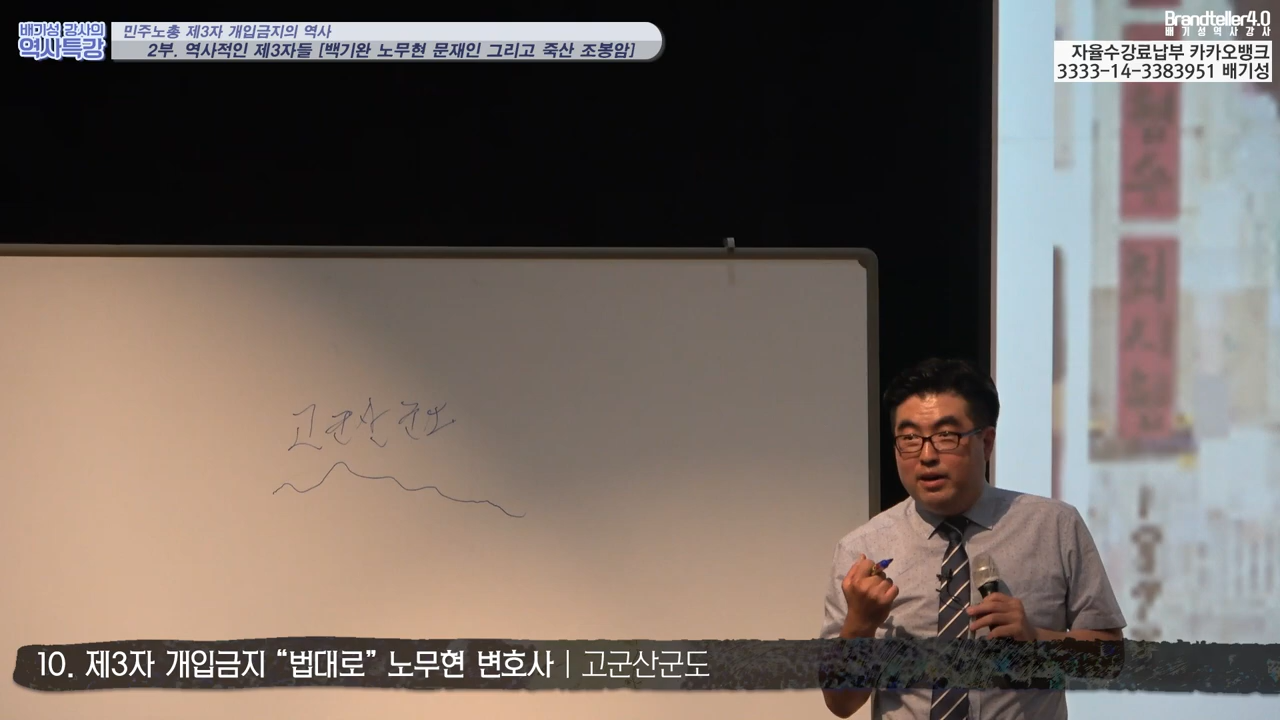 배기성 강사의
역사특강
민주노총 제3자 개입금지의 역사
2부. 역사적인 제3자들 [백기완 노무현 문재인 그리고 죽산 조봉암]
Brandteller4.0
배기성역사강사
자율수강료납부 카카오뱅크
3333-14-3383951 배기성
고군산군도
10. 제3자 개입금지 “법대로” 노무현 변호사 | 고군산군도